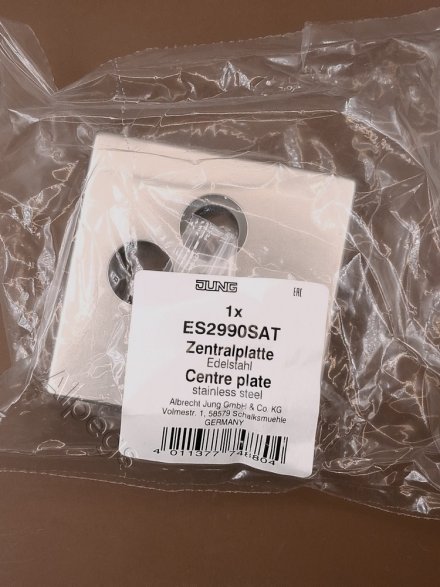 JUNG
EAC
1x
ES2990SAT
Zentralplatte
Edelstahl
Centre plate
stainless steel
Albrecht Jung GmbH & Co. KG
Volmestr. 1, 58579 Schalksmuehle
GERMANY
4 011377 748804